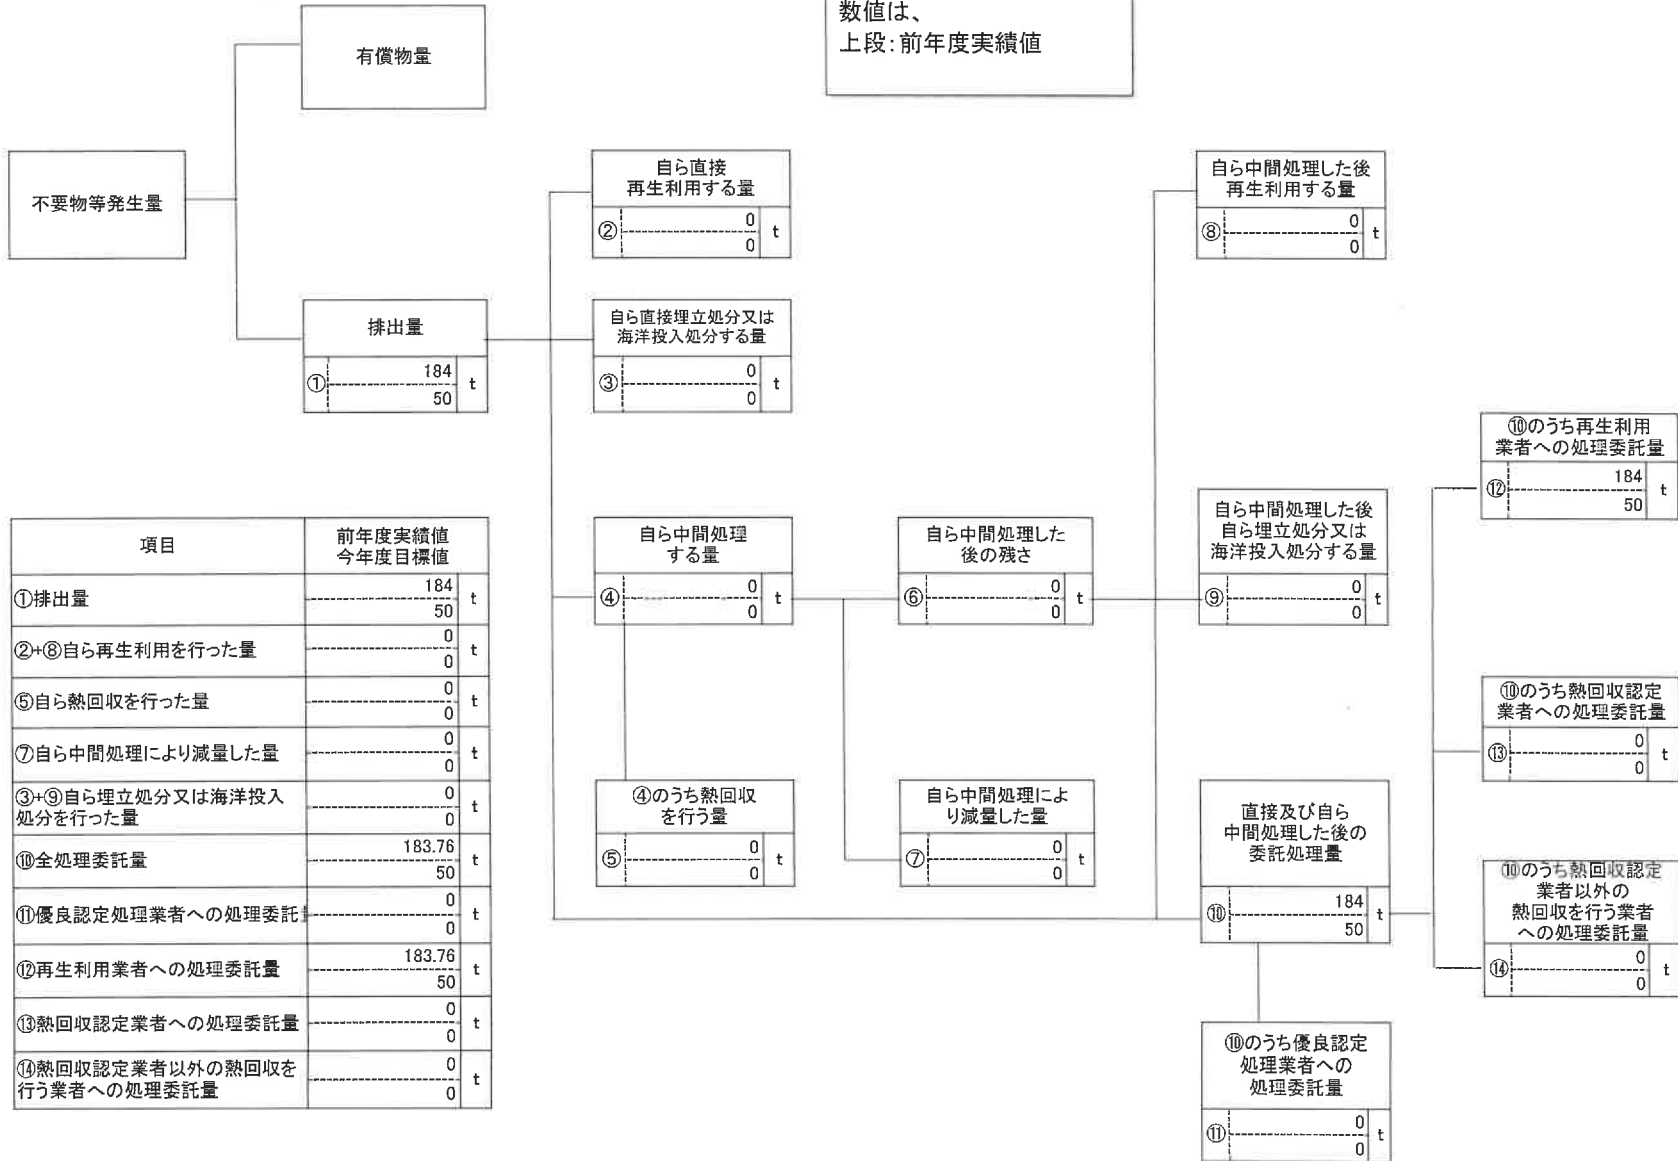 数値は、
上段:前年度実績値
有償物量
不要物等発生量
排出量
① 184 t
50
自ら直接
再生利用する量
② 0 t
0
自ら直接埋立処分又は
海洋投入処分する量
③ 0 t
0
自ら中間処理
する量
④ 0 t
0
④のうち熱回収
を行う量
⑤ 0 t
0
自ら中間処理した
後の残さ
⑥ 0 t
0
自ら中間処理によ
り減量した量
⑦ 0 t
0
自ら中間処理した後
再生利用する量
⑧ 0 t
0
自ら中間処理した後
自ら埋立処分又は
海洋投入処分する量
⑨ 0 t
0
直接及び自ら
中間処理した後の
委託処理量
⑩ 184 t
50
⑩のうち優良認定
処理業者への
処理委託量
⑪ 0 t
0
⑩のうち再生利用
業者への処理委託量
⑫ 184 t
50
⑩のうち熱回収認定
業者への処理委託量
⑬ 0 t
0
⑩のうち熱回収認定
業者以外の
熱回収を行う業者
への処理委託量
⑭ 0 t
0
項目 前年度実績値
今年度目標値
①排出量 184 t
50
②+⑧自ら再生利用を行った量 0 t
0
⑤自ら熱回収を行った量 0 t
0
⑦自ら中間処理により減量した量 0 t
0
③+⑨自ら埋立処分又は海洋投入
処分を行った量 0 t
0
⑩全処理委託量 183.76 t
50
⑪優良認定処理業者への処理委託 0 t
0
⑫再生利用業者への処理委託量 183.76 t
50
⑬熱回収認定業者への処理委託量 0 t
0
⑭熱回収認定業者以外の熱回収を
行う業者への処理委託量 0 t
0